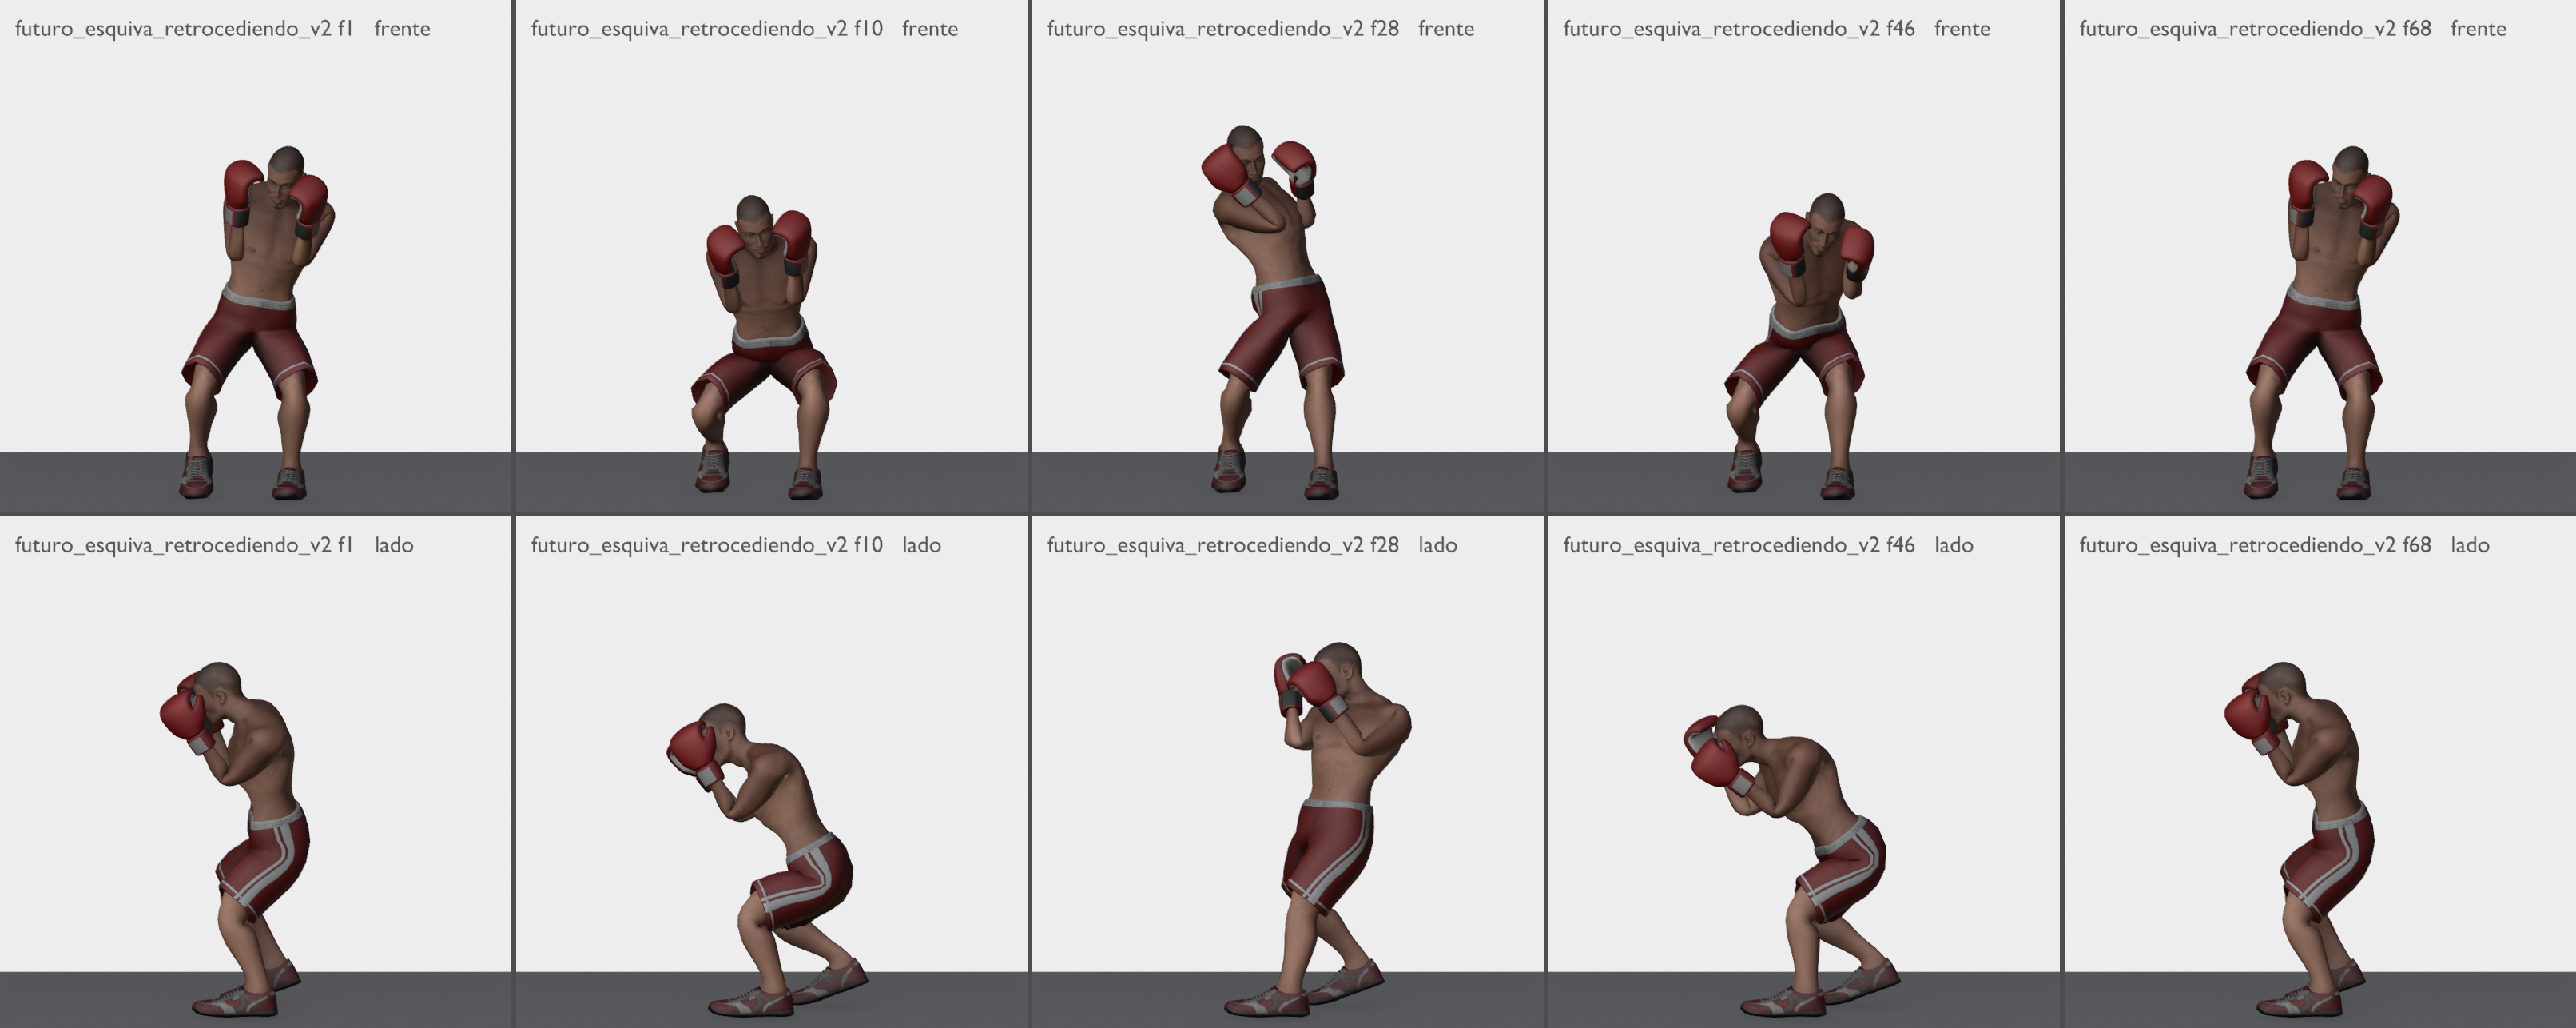 futuro_esquiva_retrocediendo_v2 f1 frente
futuro_esquiva_retrocediendo_v2 f10 frente
futuro_esquiva_retrocediendo_v2 f28 frente
futuro_esquiva_retrocediendo_v2 f46 frente
futuro_esquiva_retrocediendo_v2 f68 frente
futuro_esquiva_retrocediendo_v2 f1 lado
futuro_esquiva_retrocediendo_v2 f10 lado
futuro_esquiva_retrocediendo_v2 f28 lado
futuro_esquiva_retrocediendo_v2 f46 lado
futuro_esquiva_retrocediendo_v2 f68 lado